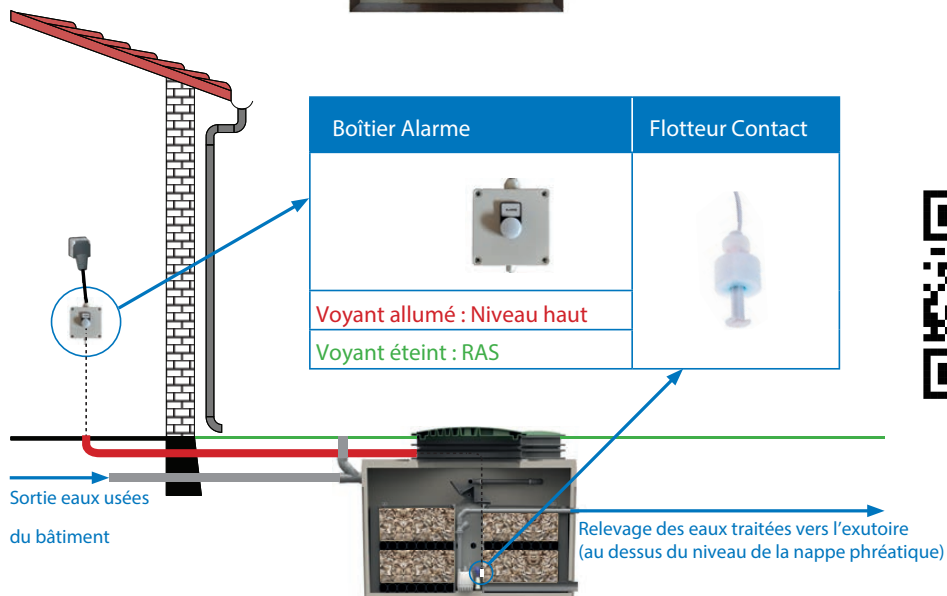 Boîtier Alarme
Flotteur Contact
Voyant allumé : Niveau haut
Voyant éteint : RAS
Sortie eaux usées
du bâtiment
Relevage des eaux traitées vers l'exutoire
(au dessus du niveau de la nappe phréatique)